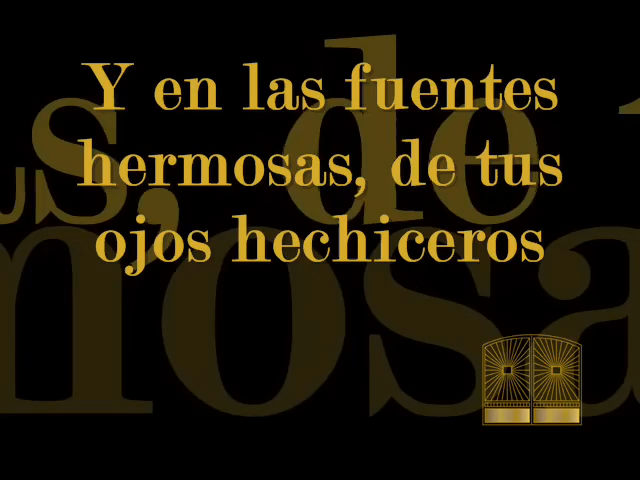 Y en las fuentes
hermosas, de tus
ojos hechiceros